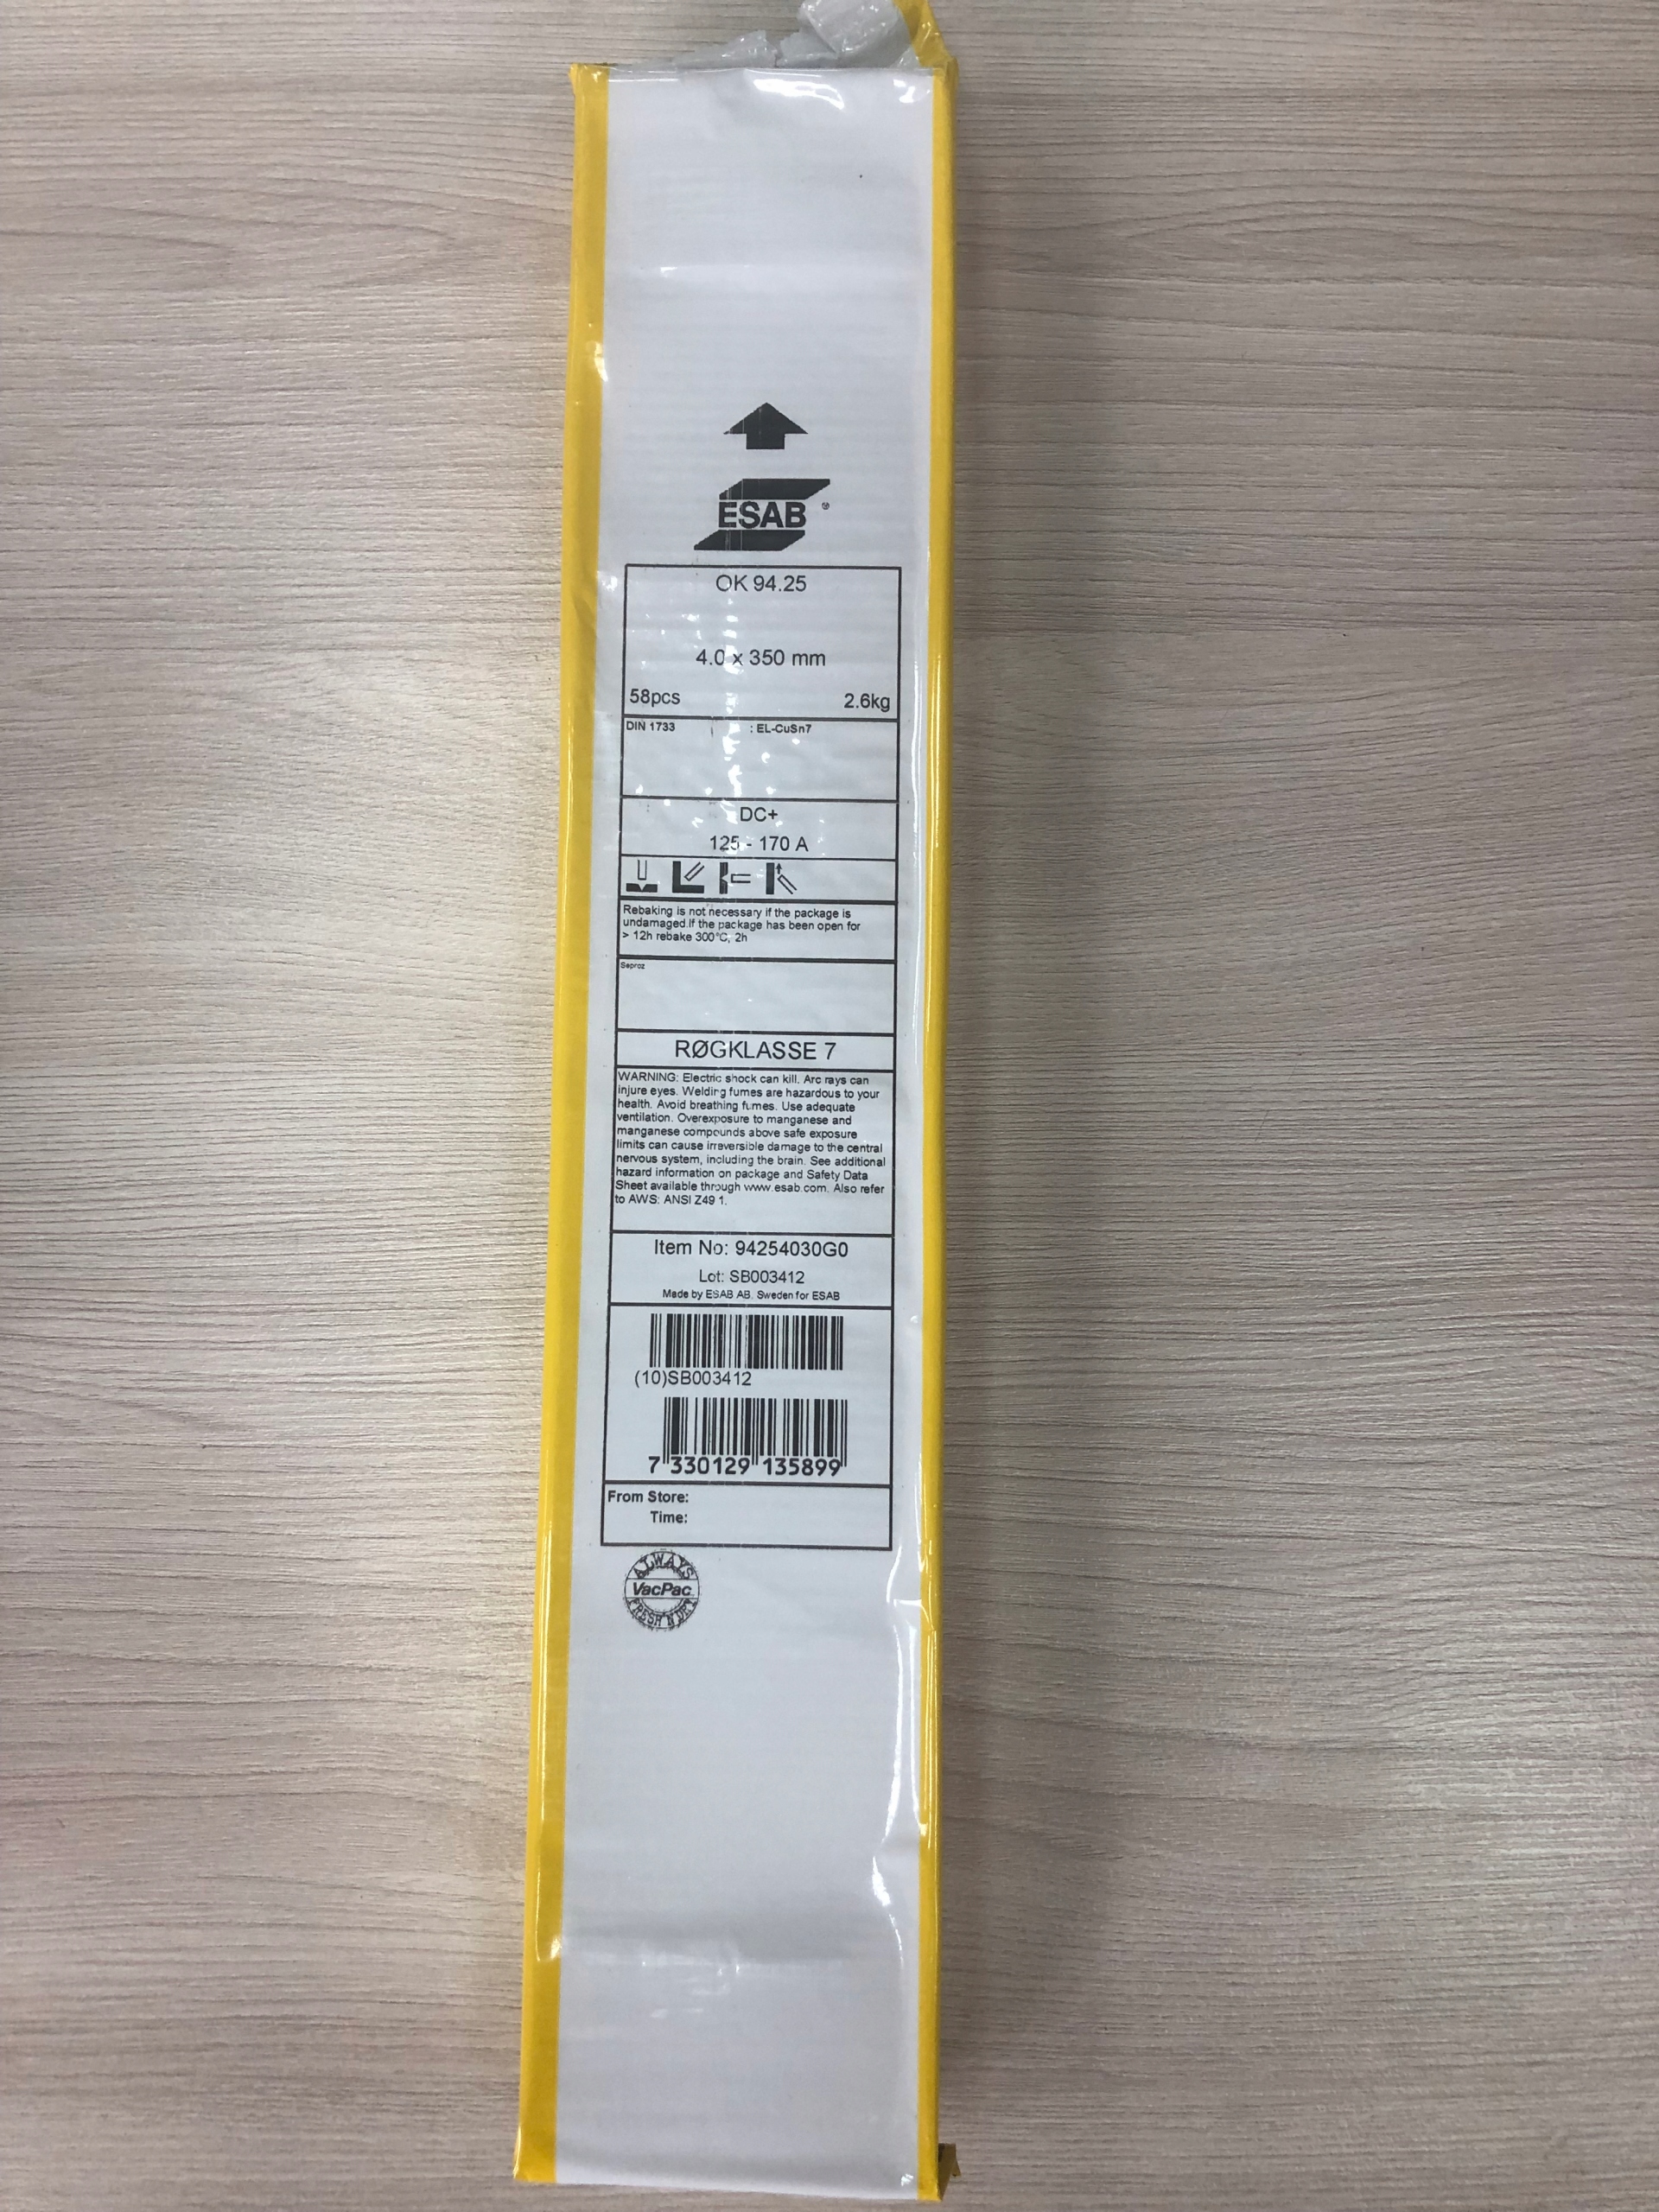 ESAB
OK 94.25
4.0 x 350 mm
58pcs 2.6kg
DIN 1733 : EL-CuSn7
DC+
125 - 170 A
Rebaking is not necessary if the package is
undamaged.If the package has been open for
> 12h rebake 300°C, 2h
Seproz
RØGKLASSE 7
WARNING: Electric shock can kill. Arc rays can
injure eyes. Welding fumes are hazardous to your
health. Avoid breathing fumes. Use adequate
ventilation. Overexposure to manganese and
manganese compounds above safe exposure
limits can cause irreversible damage to the central
nervous system, including the brain. See additional
hazard information on package and Safety Data
Sheet available through www.esab.com. Also refer
to AWS: ANSI Z49 1.
Item No: 94254030G0
Lot: SB003412
Made by ESAB AB. Sweden for ESAB
(10)SB003412
7 330129 135899
From Store:
Time:
ALWAYS
VacPac
FRESH'N DRY